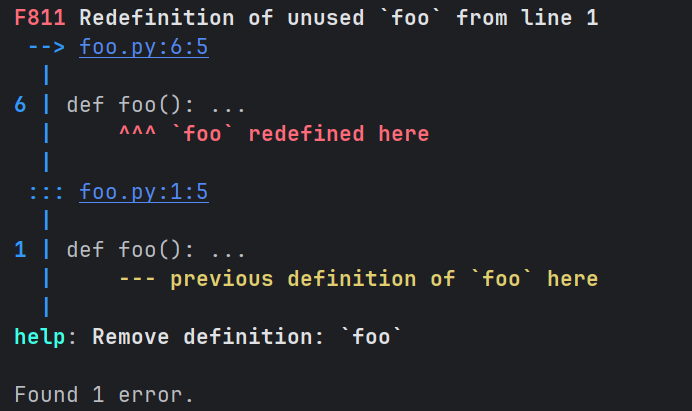 F811 Redefinition of unused `foo` from line 1
 --> foo.py:6:5
  |
6 | def foo(): ...
  |     ^^^ `foo` redefined here
  |
 ::: foo.py:1:5
  |
1 | def foo(): ...
  |     --- previous definition of `foo` here
  |
help: Remove definition: `foo`

Found 1 error.